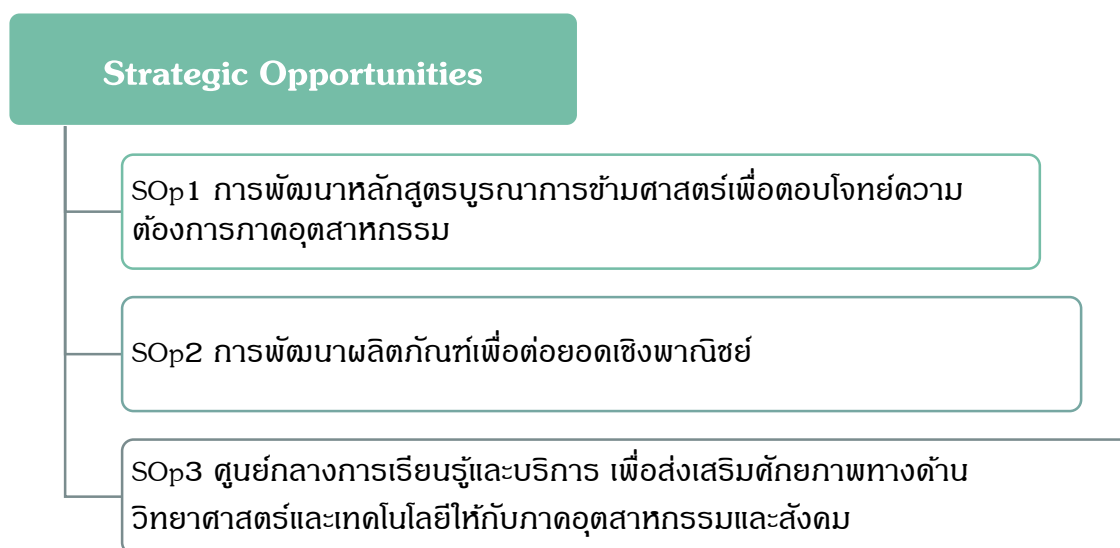 Strategic Opportunities
SOp1 การพัฒนาหลักสูตรบูรณาการข้ามศาสตร์เพื่อตอบโจทย์ความ
ต้องการภาคอุตสาหกรรม
SOp2 การพัฒนาผลิตภัณฑ์เพื่อต่อยอดเชิงพาณิชย์
SOp3 ศูนย์กลางการเรียนรู้และบริการ เพื่อส่งเสริมศักยภาพทางด้าน
วิทยาศาสตร์และเทคโนโลยีให้กับภาคอุตสาหกรรมและสังคม